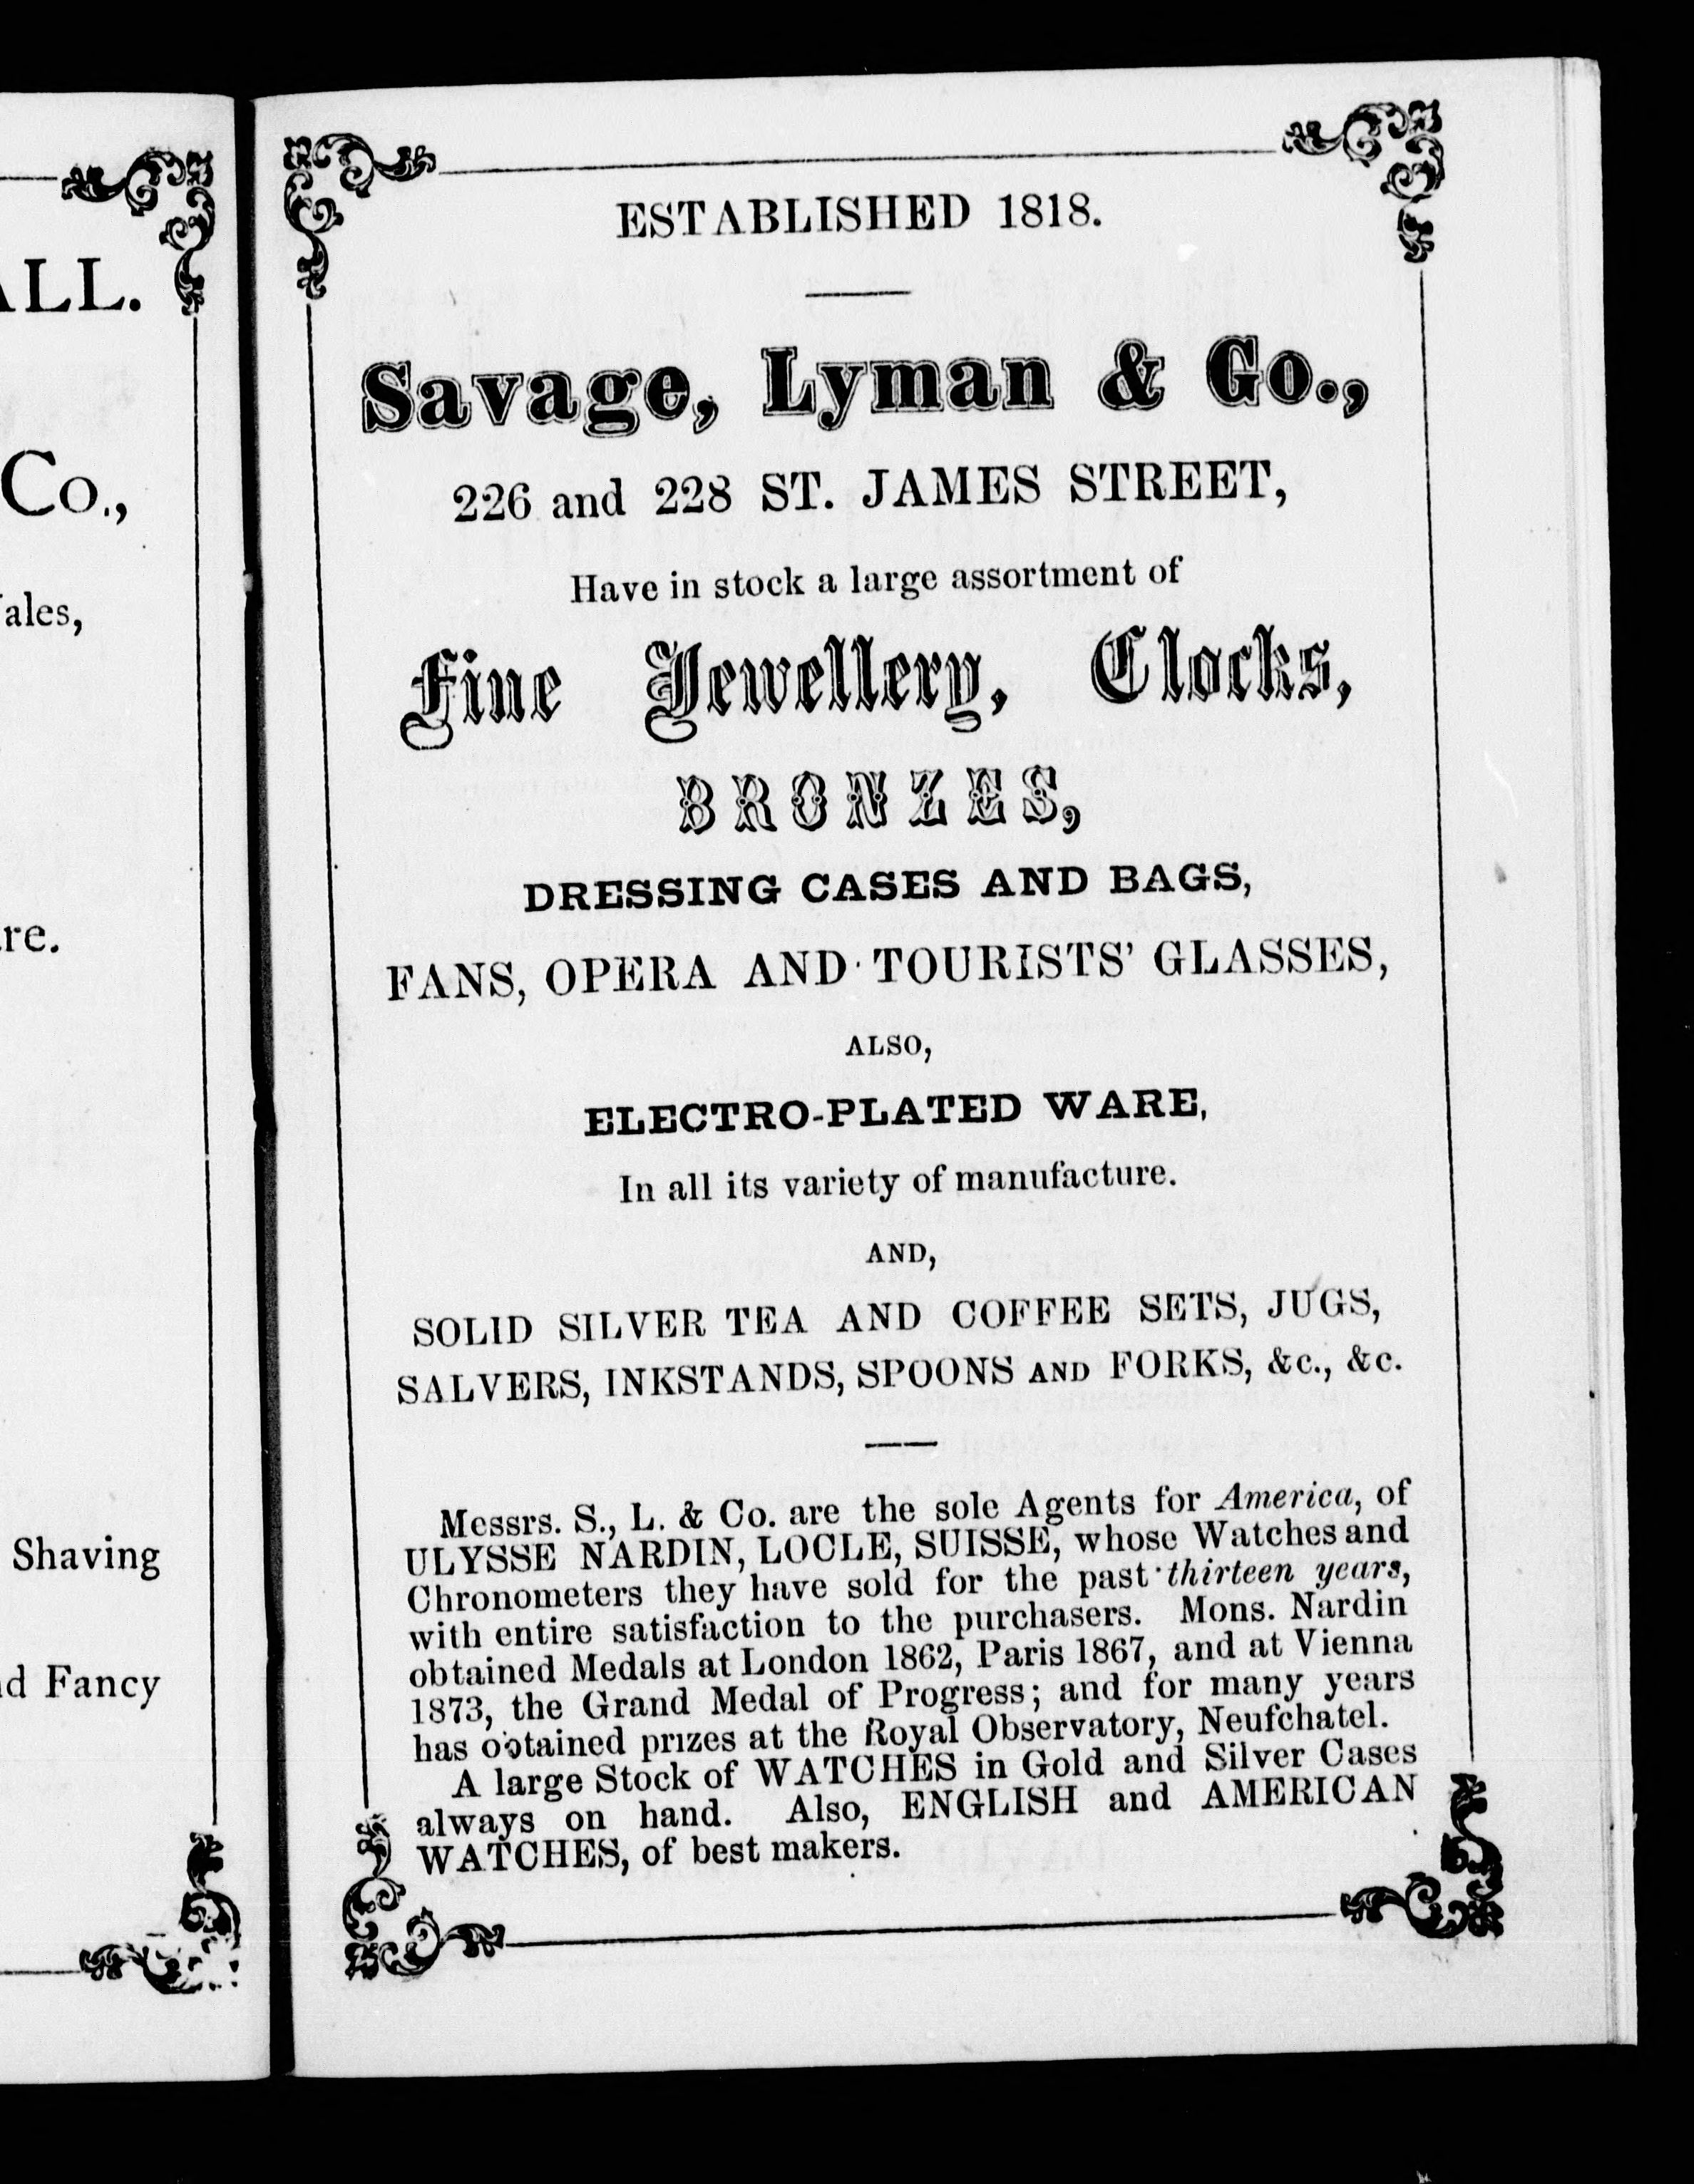 ALL.
Co.,
ales,
re.
Shaving
d Fancy
ESTABLISHED 1818.
Savage, Lyman & Co.,
226 and 228 ST. JAMES STREET,
Have in stock a large assortment of
Fine Jewellery, Clocks,
BRONZES,
DRESSING CASES AND BAGS,
FANS, OPERA AND TOURISTS' GLASSES,
ALSO,
ELECTRO-PLATED WARE,
In all its variety of manufacture.
AND,
SOLID SILVER TEA AND COFFEE SETS, JUGS,
SALVERS, INKSTANDS, SPOONS AND FORKS, &c., &c.
Messrs. S., L. & Co. are the sole Agents for America, of
ULYSSE NARDIN, LOCLE, SUISSE, whose Watches and
Chronometers they have sold for the past thirteen years,
with entire satisfaction to the purchasers. Mons. Nardin
obtained Medals at London 1862, Paris 1867, and at Vienna
1873, the Grand Medal of Progress; and for many years
has obtained prizes at the Royal Observatory, Neufchatel.
A large Stock of WATCHES in Gold and Silver Cases
always on hand. Also, ENGLISH and AMERICAN
WATCHES, of best makers.